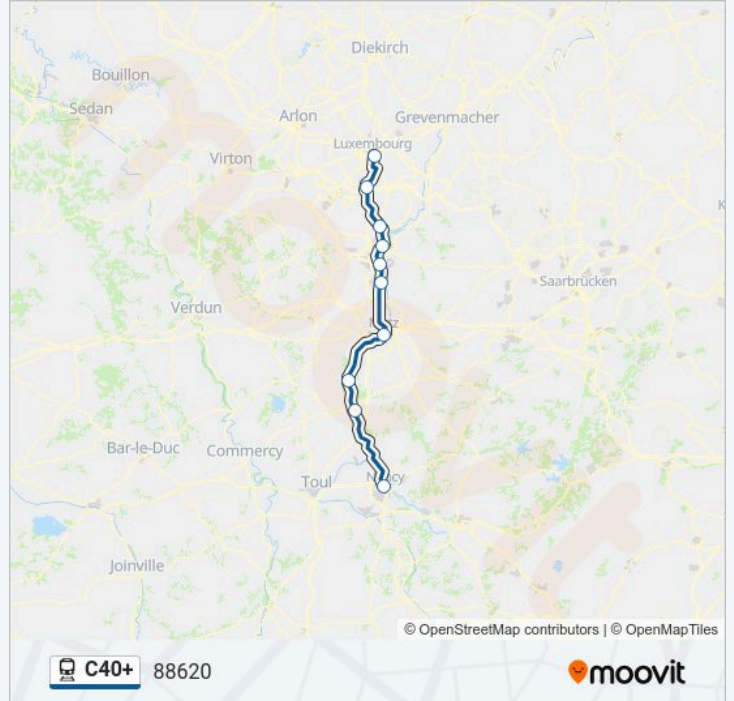 Diekirch
Bouillon
Sedan
Arlon
Grevenmacher
Luxembourg
Virton
K
Saarbrücken
Verdun
Bar-le-Duc
Commercy
Toul
Joinville
© OpenStreetMap contributors | © OpenMapTiles
C40+ 88620
moovit